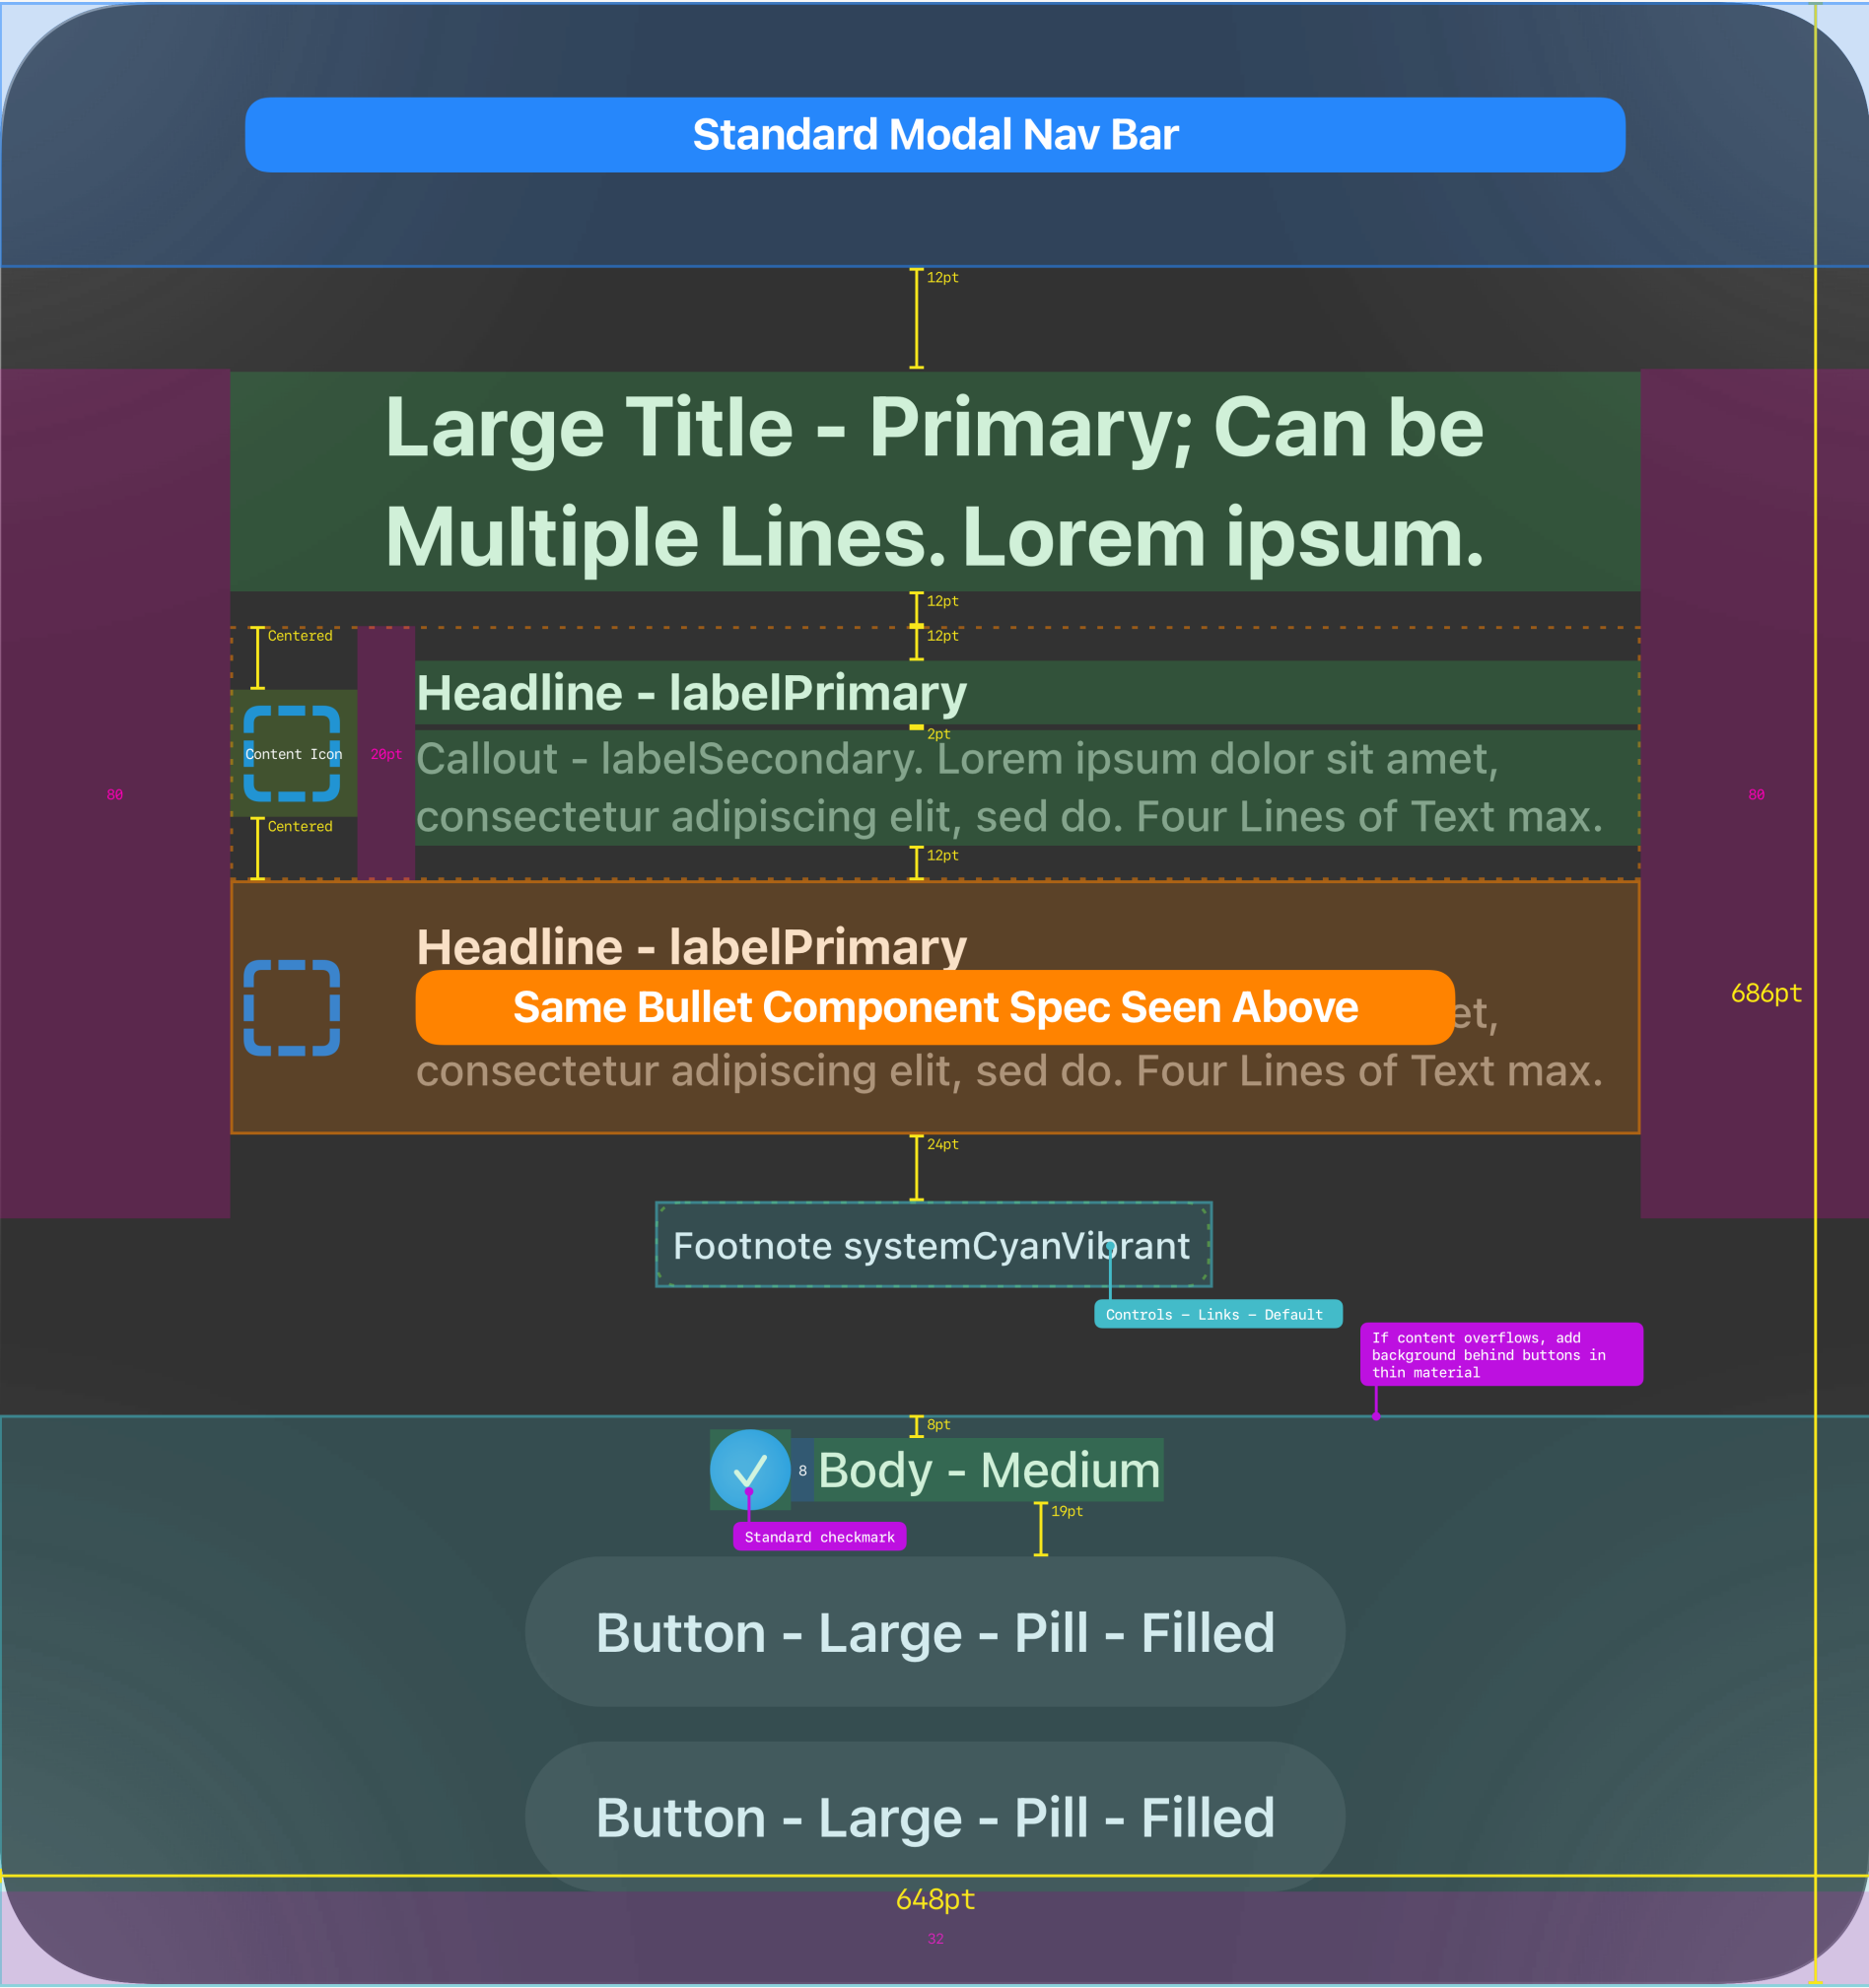 Standard Modal Nav Bar
12pt
Large Title - Primary; Can be
Multiple Lines. Lorem ipsum.
12pt
Centered
12pt
Headline - labelPrimary
2pt
Content Icon
20pt
Callout - labelSecondary. Lorem ipsum dolor sit amet,
80
80
consectetur adipiscing elit, sed do. Four Lines of Text max.
Centered
12pt
Headline - labelPrimary
686pt
Same Bullet Component Spec Seen Above
et,
consectetur adipiscing elit, sed do. Four Lines of Text max.
24pt
Footnote systemCyanVibrant
Controls – Links – Default
If content overflows, add
background behind buttons in
thin material
8pt
8
Body - Medium
19pt
Standard checkmark
Button - Large - Pill - Filled
Button - Large - Pill - Filled
648pt
32